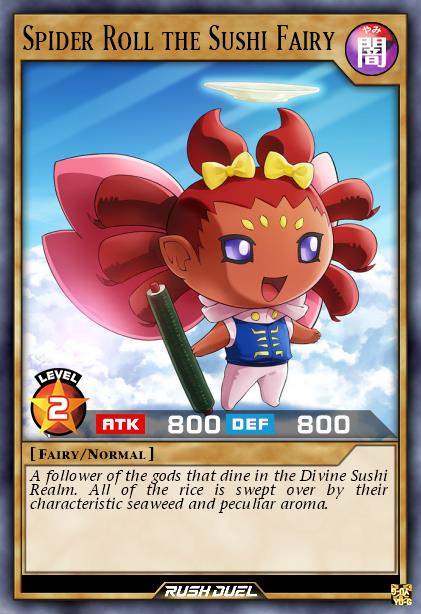 Spider Roll the Sushi Fairy
やみ
闇
LEVEL
2
ATK 800 DEF 800
[Fairy/Normal]
A follower of the gods that dine in the Divine Sushi
Realm. All of the rice is swept over by their
characteristic seaweed and peculiar aroma.
RUSH DUEL